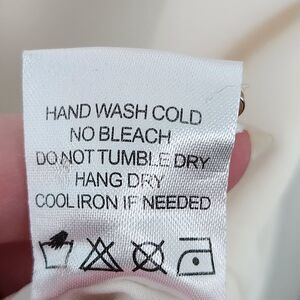 HAND WASH COLD
NO BLEACH
DO NOT TUMBLE DRY
HANG DRY
COOL IRON IF NEEDED